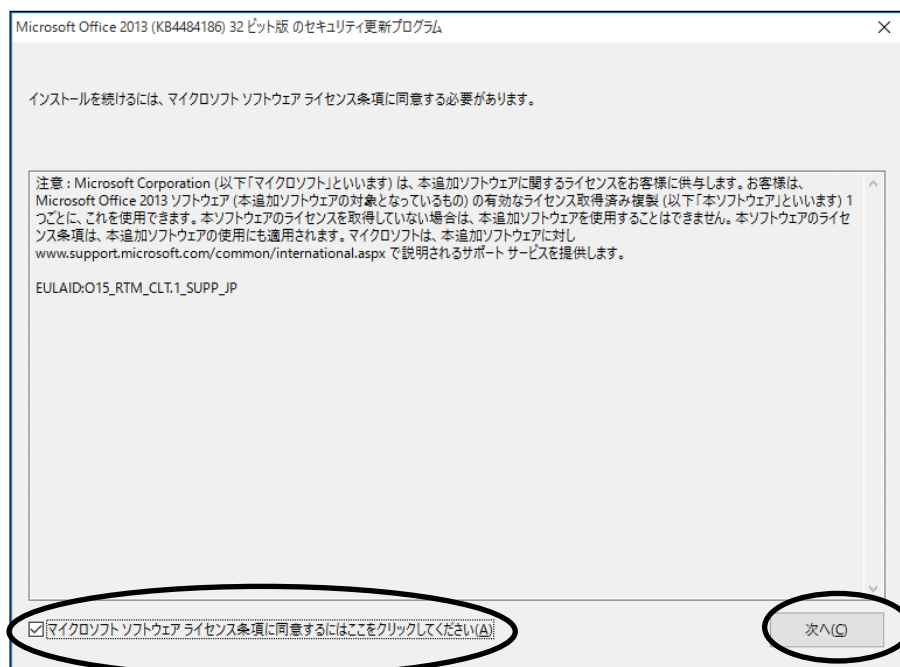 Microsoft Office 2013 (KB4484186) 32 ビット版 のセキュリティ更新プログラム
インストールを続けるには、マイクロソフト ソフトウェア ライセンス条項に同意する必要があります。
注意 : Microsoft Corporation (以下「マイクロソフト」といいます) は、本追加ソフトウェアに関するライセンスをお客様に供与します。お客様は、
Microsoft Office 2013 ソフトウェア (本追加ソフトウェアの対象となっているもの) の有効なライセンス取得済み複製 (以下「本ソフトウェア」といいます) 1
つごとに、これを使用できます。本ソフトウェアのライセンスを取得していない場合は、本追加ソフトウェアを使用することはできません。本ソフトウェアのライセ
ンス条項は、本追加ソフトウェアの使用にも適用されます。マイクロソフトは、本追加ソフトウェアに対し
www.support.microsoft.com/common/international.aspx で説明されるサポート サービスを提供します。
EULAID:O15_RTM_CLT.1_SUPP_JP
マイクロソフト ソフトウェア ライセンス条項に同意するにはここをクリックしてください(A)
次へ(C)